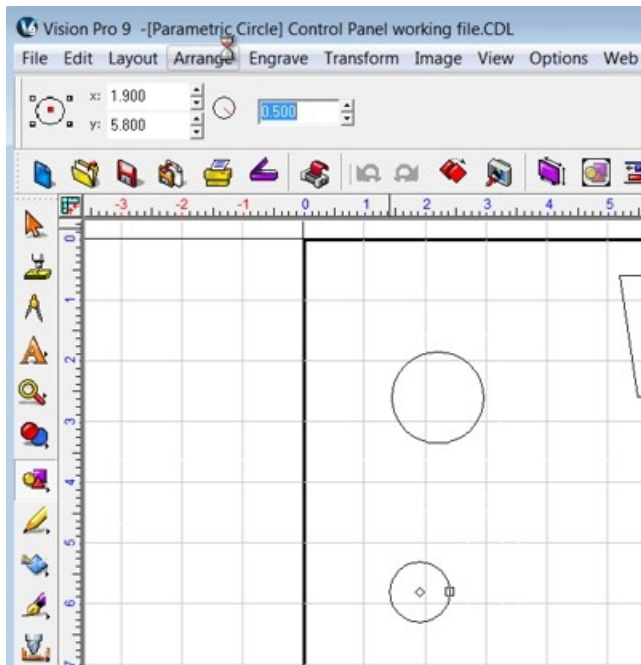 Vision Pro 9 -[Parametric Circle] Control Panel working file.CDL
File Edit Layout Arrange Engrave Transform Image View Options Web
x: 1.900
y: 5.800
0.500
-3 -2 -1 0 1 2 3 4 5
0
1
2
3
4
5
6
7